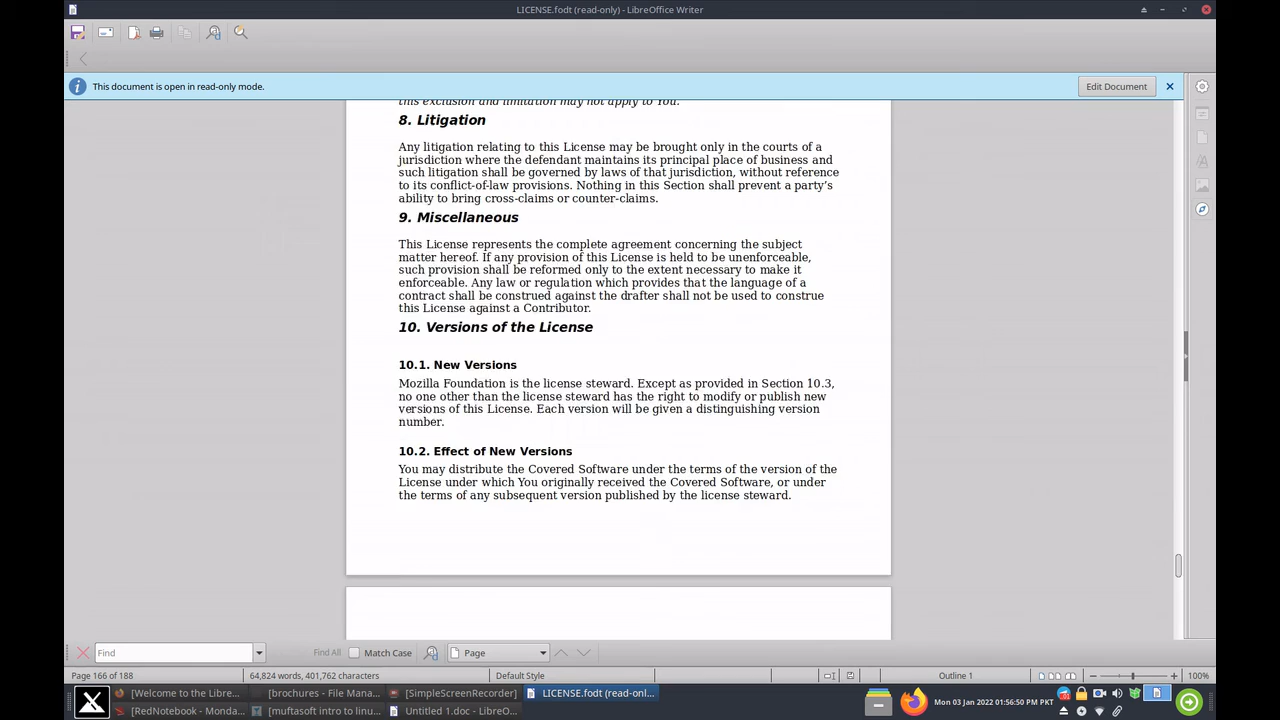 LICENSE.fodt (read-only) - LibreOffice Writer
This document is open in read-only mode.
Edit Document
this exclusion and limitation may not apply to You.
8. Litigation
Any litigation relating to this License may be brought only in the courts of a
jurisdiction where the defendant maintains its principal place of business and
such litigation shall be governed by laws of that jurisdiction, without reference
to its conflict-of-law provisions. Nothing in this Section shall prevent a party’s
ability to bring cross-claims or counter-claims.
9. Miscellaneous
This License represents the complete agreement concerning the subject
matter hereof. If any provision of this License is held to be unenforceable,
such provision shall be reformed only to the extent necessary to make it
enforceable. Any law or regulation which provides that the language of a
contract shall be construed against the drafter shall not be used to construe
this License against a Contributor.
10. Versions of the License
10.1. New Versions
Mozilla Foundation is the license steward. Except as provided in Section 10.3,
no one other than the license steward has the right to modify or publish new
versions of this License. Each version will be given a distinguishing version
number.
10.2. Effect of New Versions
You may distribute the Covered Software under the terms of the version of the
License under which You originally received the Covered Software, or under
the terms of any subsequent version published by the license steward.
Find
Find All
Match Case
Page
Page 166 of 188
64,824 words, 401,762 characters
Default Style
Outline 1
100%
[Welcome to the Libre...
[brochures - File Mana...
[SimpleScreenRecorder]
LICENSE.fodt (read-onl...
[RedNotebook - Monda...
[muftasoft intro to linu...
Untitled 1.doc - LibreO...
Mon 03 Jan 2022 01:56:50 PM PKT